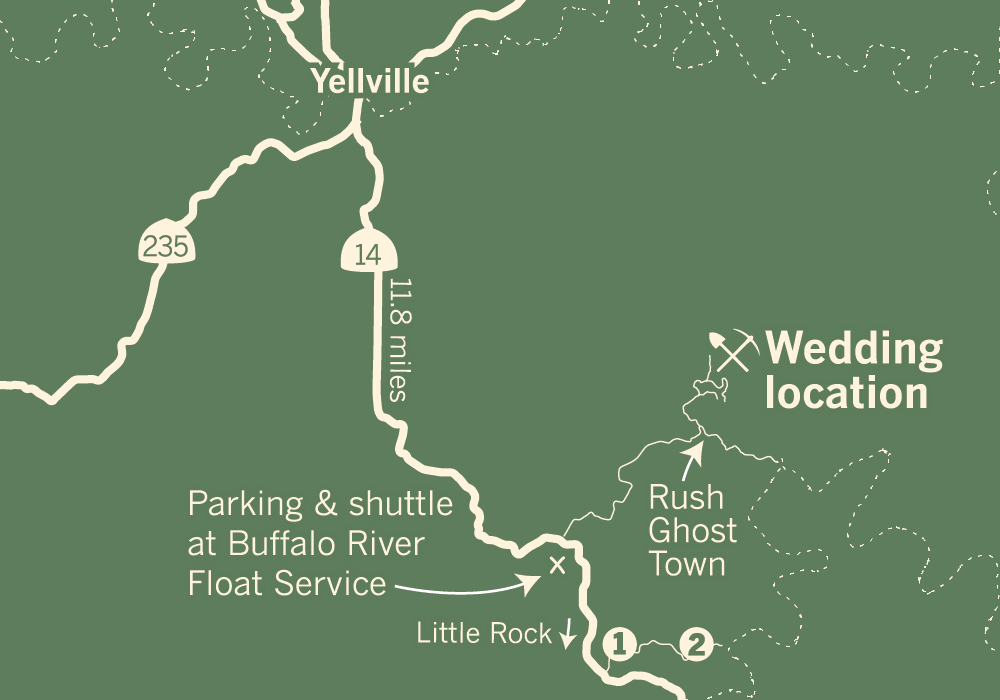 Yellville
235
14
11.8 miles
Wedding
location
Parking & shuttle
at Buffalo River
Float Service
Rush
Ghost
Town
Little Rock
1
2